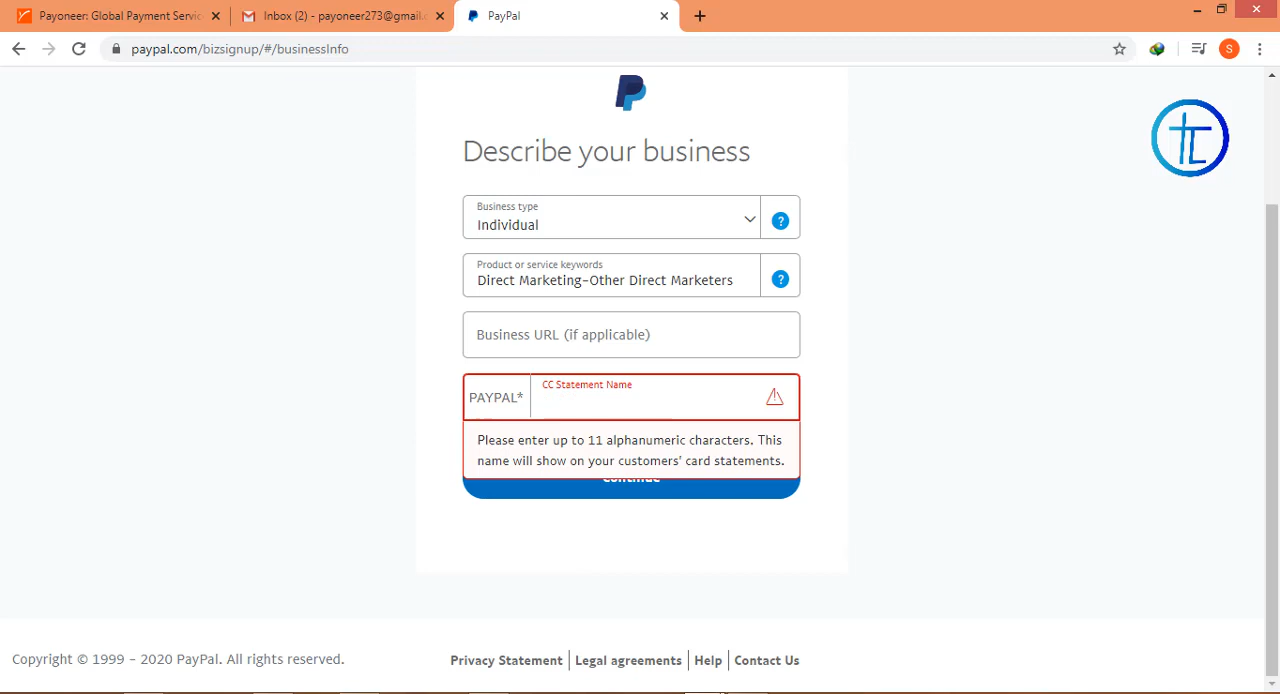 Payoneer: Global Payment Servic
Inbox (2) - payoneer273@gmail.c
PayPal
paypal.com/bizsignup/#/businessInfo
S
Describe your business
Business type
Individual
?
Product or service keywords
Direct Marketing-Other Direct Marketers
?
Business URL (if applicable)
CC Statement Name
PAYPAL*
Please enter up to 11 alphanumeric characters. This
name will show on your customers' card statements.
Continue
Copyright © 1999 - 2020 PayPal. All rights reserved.
Privacy Statement
Legal agreements
Help
Contact Us